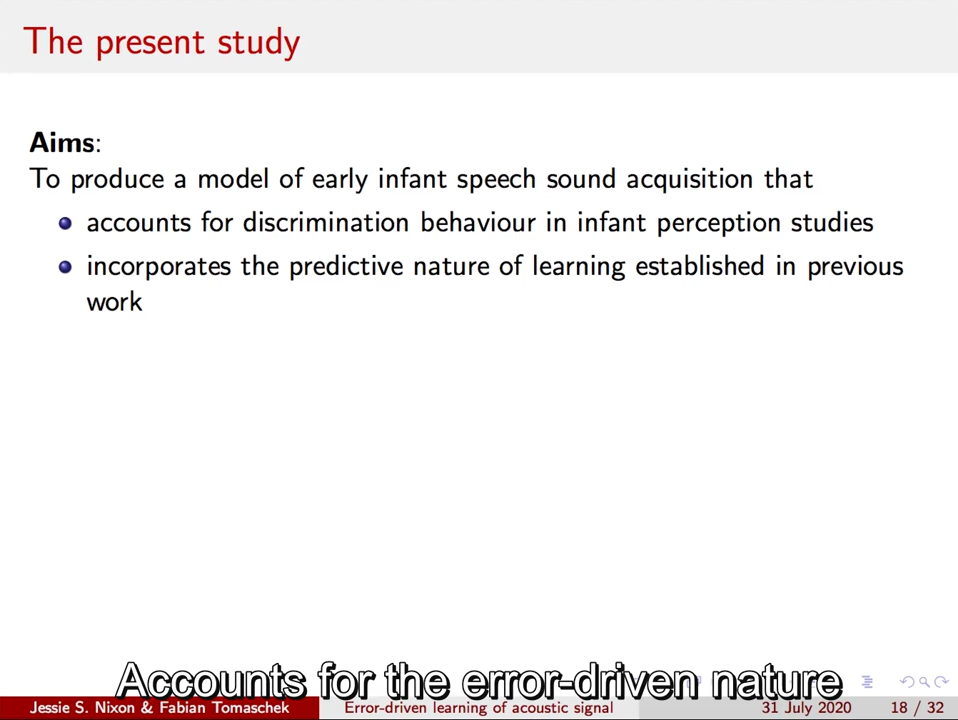 The present study
Aims:
To produce a model of early infant speech sound acquisition that
accounts for discrimination behaviour in infant perception studies
incorporates the predictive nature of learning established in previous
work
Accounts for the error-driven nature
Jessie S. Nixon & Fabian Tomaschek Error-driven learning of acoustic signal 31 July 2020 18 / 32